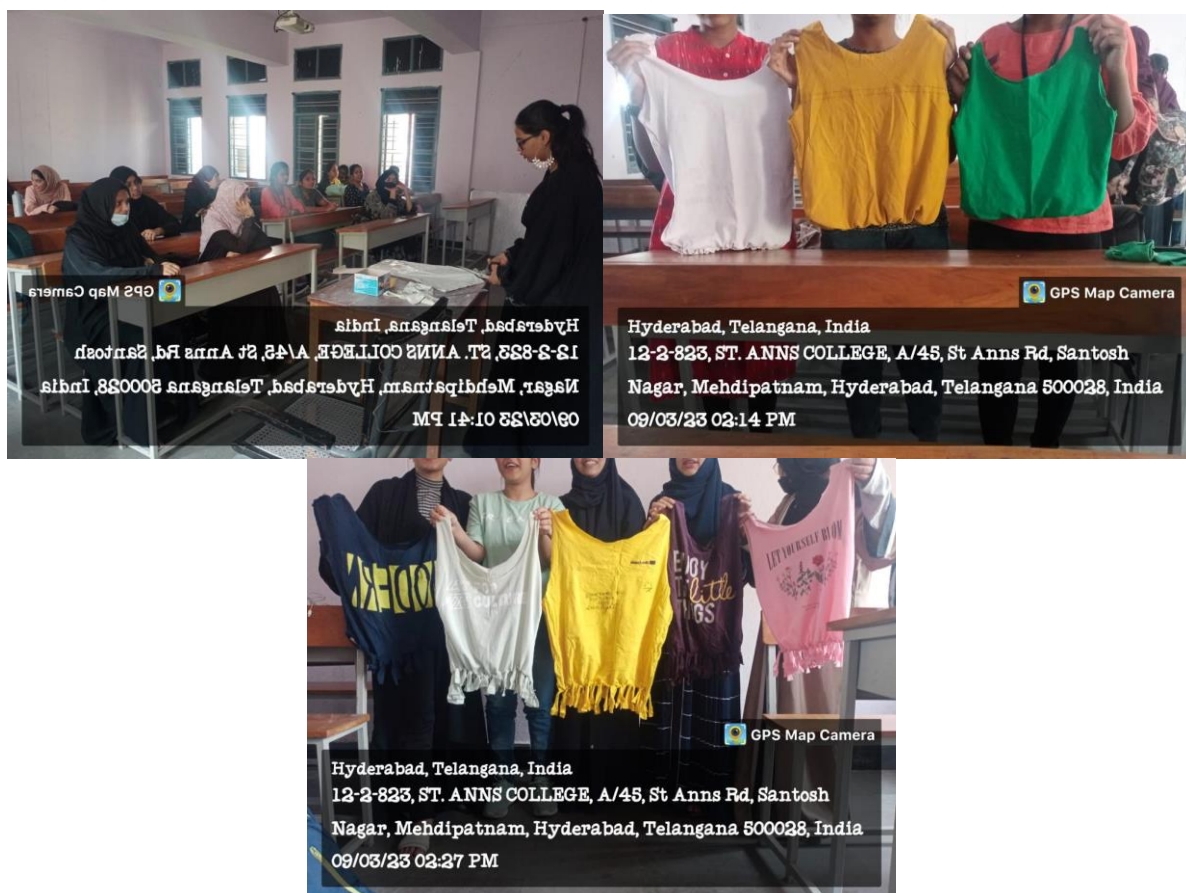 GPS Map Camera
Hyderabad, Telangana, India
12-2-823, ST. ANNS COLLEGE, A/45, St Anns Rd, Santosh
Nagar, Mehdipatnam, Hyderabad, Telangana 500028, India
09/03/23 01:41 PM
GPS Map Camera
Hyderabad, Telangana, India
12-2-823, ST. ANNS COLLEGE, A/45, St Anns Rd, Santosh
Nagar, Mehdipatnam, Hyderabad, Telangana 500028, India
09/03/23 02:14 PM
LET YOURSELF
little
GPS Map Camera
Hyderabad, Telangana, India
12-2-823, ST. ANNS COLLEGE, A/45, St Anns Rd, Santosh
Nagar, Mehdipatnam, Hyderabad, Telangana 500028, India
09/03/23 02:27 PM